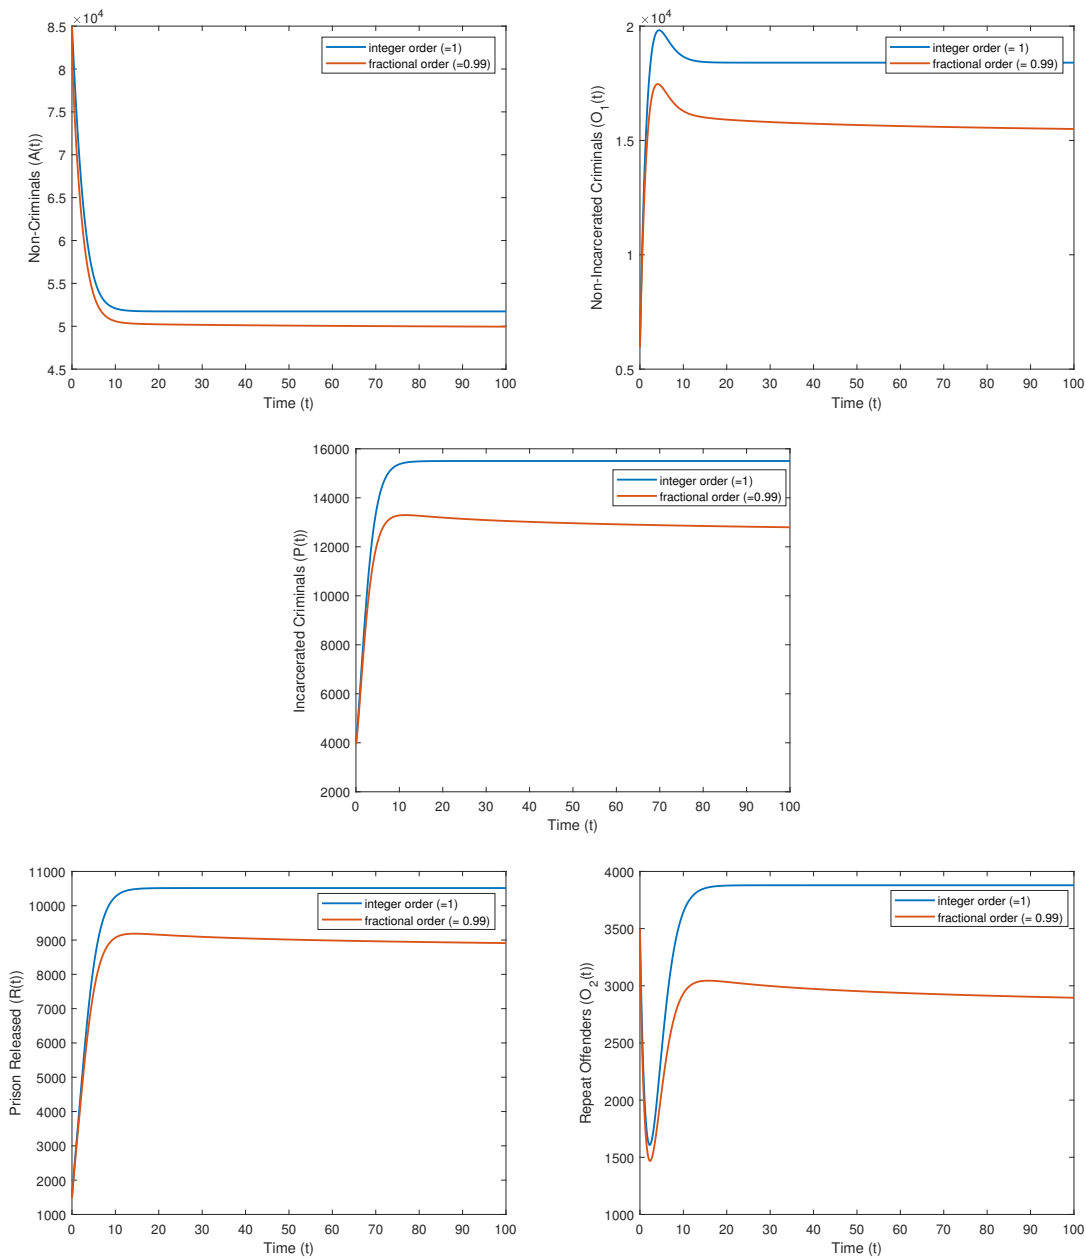 ×10^4
8.5
8
7.5
7
6.5
6
5.5
5
4.5
0 10 20 30 40 50 60 70 80 90 100
Time (t)
Non-Criminals (A(t))
integer order (=1)
fractional order (=0.99)
×10^4
2
1.5
1
0.5
0 10 20 30 40 50 60 70 80 90 100
Time (t)
Non-Incarcerated Criminals (O_1(t))
integer order (= 1)
fractional order (= 0.99)
16000
14000
12000
10000
8000
6000
4000
2000
0 10 20 30 40 50 60 70 80 90 100
Time (t)
Incarcerated Criminals (P(t))
integer order (=1)
fractional order (=0.99)
11000
10000
9000
8000
7000
6000
5000
4000
3000
2000
1000
0 10 20 30 40 50 60 70 80 90 100
Time (t)
Prison Released (R(t))
integer order (=1)
fractional order (= 0.99)
4000
3500
3000
2500
2000
1500
1000
0 10 20 30 40 50 60 70 80 90 100
Time (t)
Repeat Offenders (O_2(t))
integer order (=1)
fractional order (= 0.99)